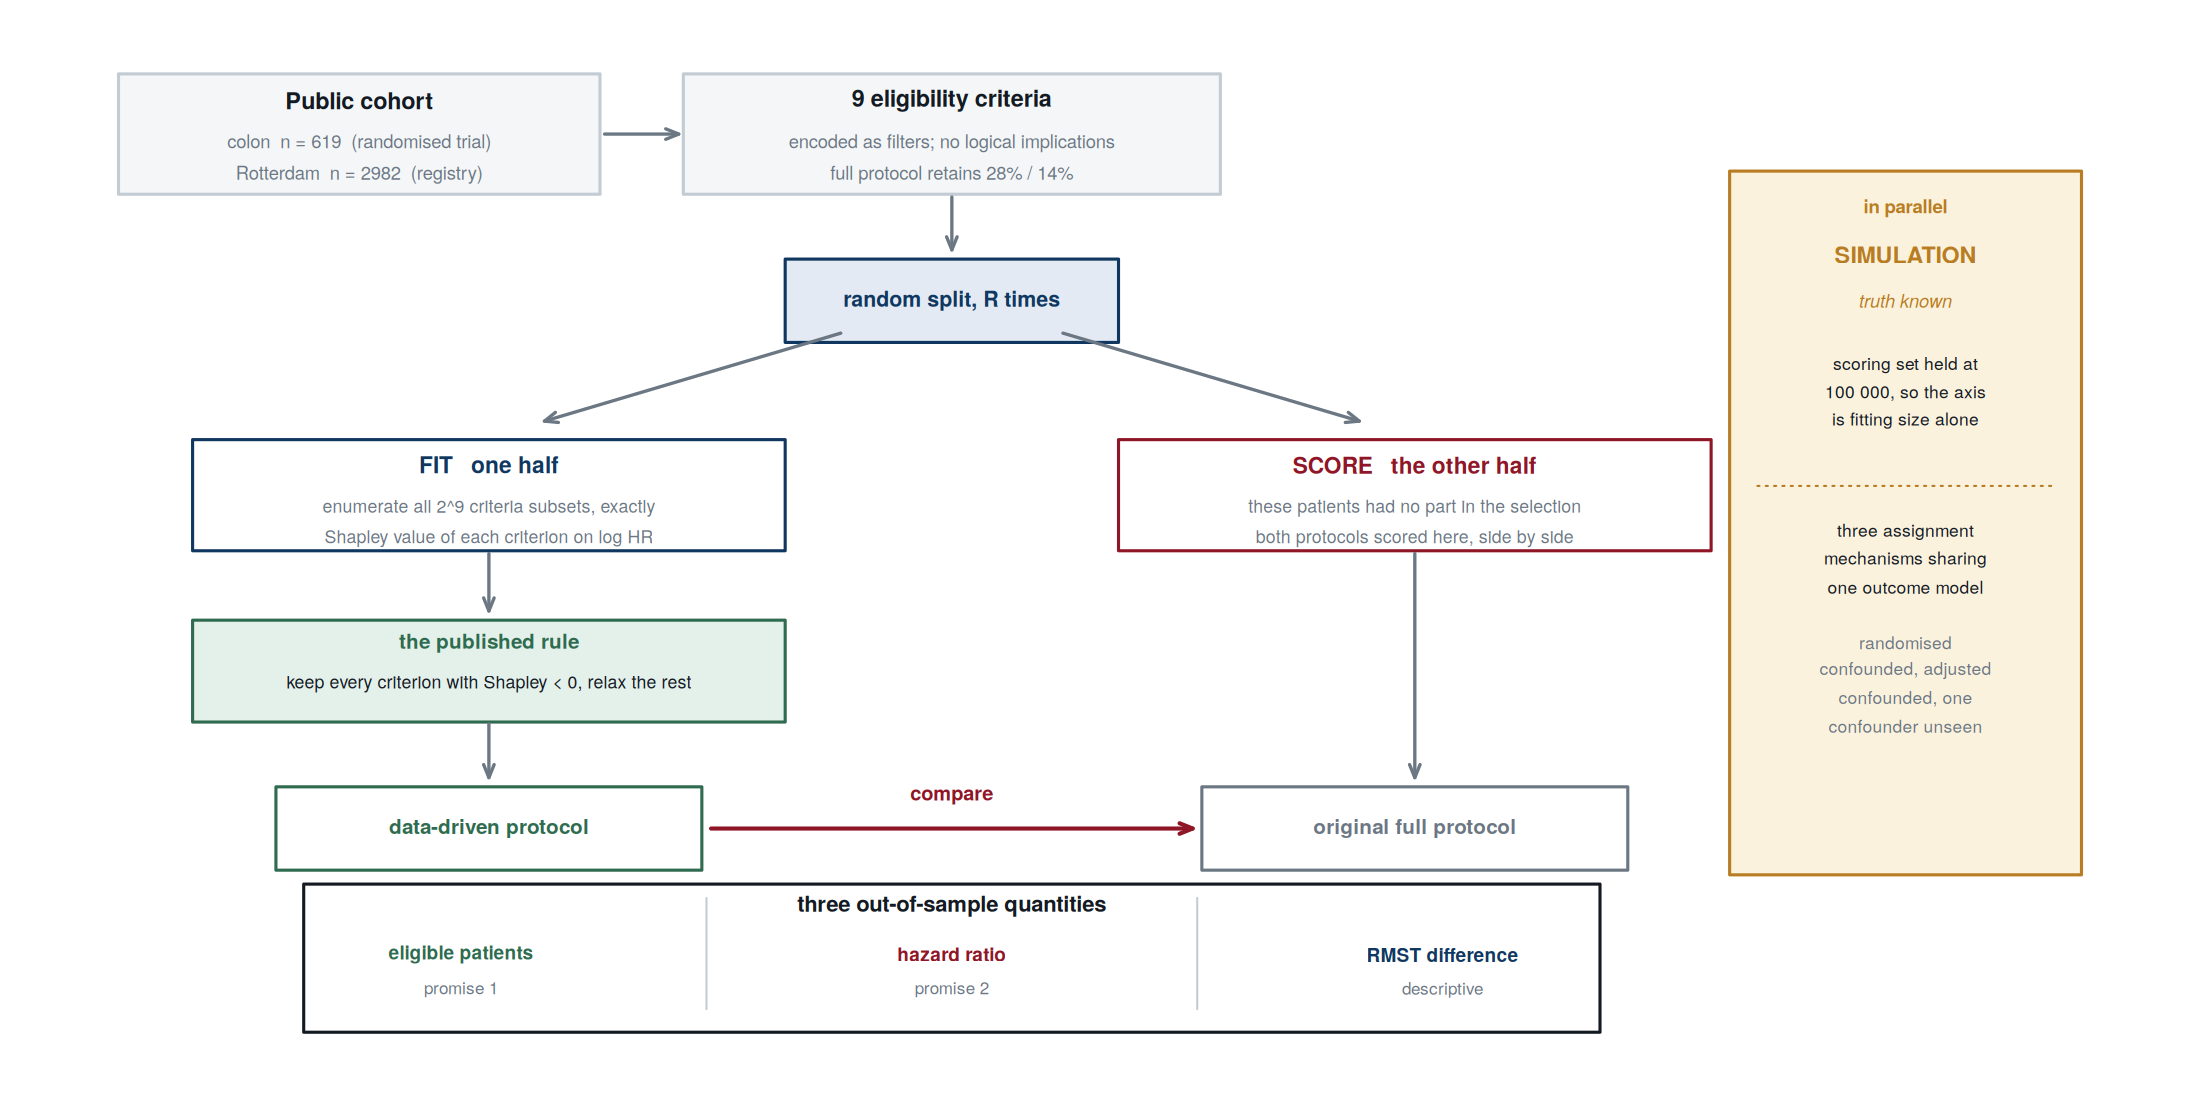 Public cohort
colon n = 619 (randomised trial)
Rotterdam n = 2982 (registry)
9 eligibility criteria
encoded as filters; no logical implications
full protocol retains 28% / 14%
random split, R times
FIT one half
enumerate all 2^9 criteria subsets, exactly
Shapley value of each criterion on log HR
SCORE the other half
these patients had no part in the selection
both protocols scored here, side by side
the published rule
keep every criterion with Shapley < 0, relax the rest
data-driven protocol
compare
original full protocol
three out-of-sample quantities
eligible patients
promise 1
hazard ratio
promise 2
RMST difference
descriptive
in parallel
SIMULATION
truth known
scoring set held at
100 000, so the axis
is fitting size alone
three assignment
mechanisms sharing
one outcome model
randomised
confounded, adjusted
confounded, one
confounder unseen